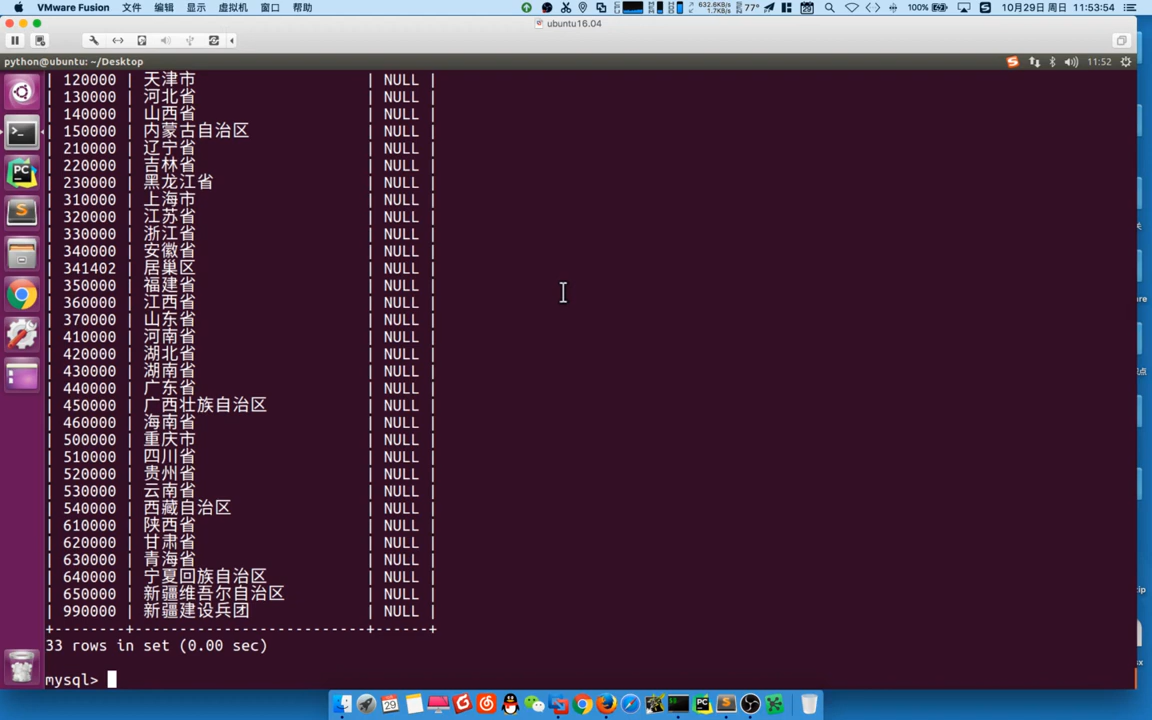 VMware Fusion 文件 编辑 显示 虚拟机 窗口 帮助 632.6K/s 1.7K/s 77° 100% 10月29日 周日 11:53:54
ubuntu16.04
python@ubuntu: ~/Desktop 11:52
| 120000 | 天津市 | NULL |
| 130000 | 河北省 | NULL |
| 140000 | 山西省 | NULL |
| 150000 | 内蒙古自治区 | NULL |
| 210000 | 辽宁省 | NULL |
| 220000 | 吉林省 | NULL |
| 230000 | 黑龙江省 | NULL |
| 310000 | 上海市 | NULL |
| 320000 | 江苏省 | NULL |
| 330000 | 浙江省 | NULL |
| 340000 | 安徽省 | NULL |
| 341402 | 居巢区 | NULL |
| 350000 | 福建省 | NULL |
| 360000 | 江西省 | NULL |
| 370000 | 山东省 | NULL |
| 410000 | 河南省 | NULL |
| 420000 | 湖北省 | NULL |
| 430000 | 湖南省 | NULL |
| 440000 | 广东省 | NULL |
| 450000 | 广西壮族自治区 | NULL |
| 460000 | 海南省 | NULL |
| 500000 | 重庆市 | NULL |
| 510000 | 四川省 | NULL |
| 520000 | 贵州省 | NULL |
| 530000 | 云南省 | NULL |
| 540000 | 西藏自治区 | NULL |
| 610000 | 陕西省 | NULL |
| 620000 | 甘肃省 | NULL |
| 630000 | 青海省 | NULL |
| 640000 | 宁夏回族自治区 | NULL |
| 650000 | 新疆维吾尔自治区 | NULL |
| 990000 | 新疆建设兵团 | NULL |
+--------+--------------------------+------+
33 rows in set (0.00 sec)
mysql>